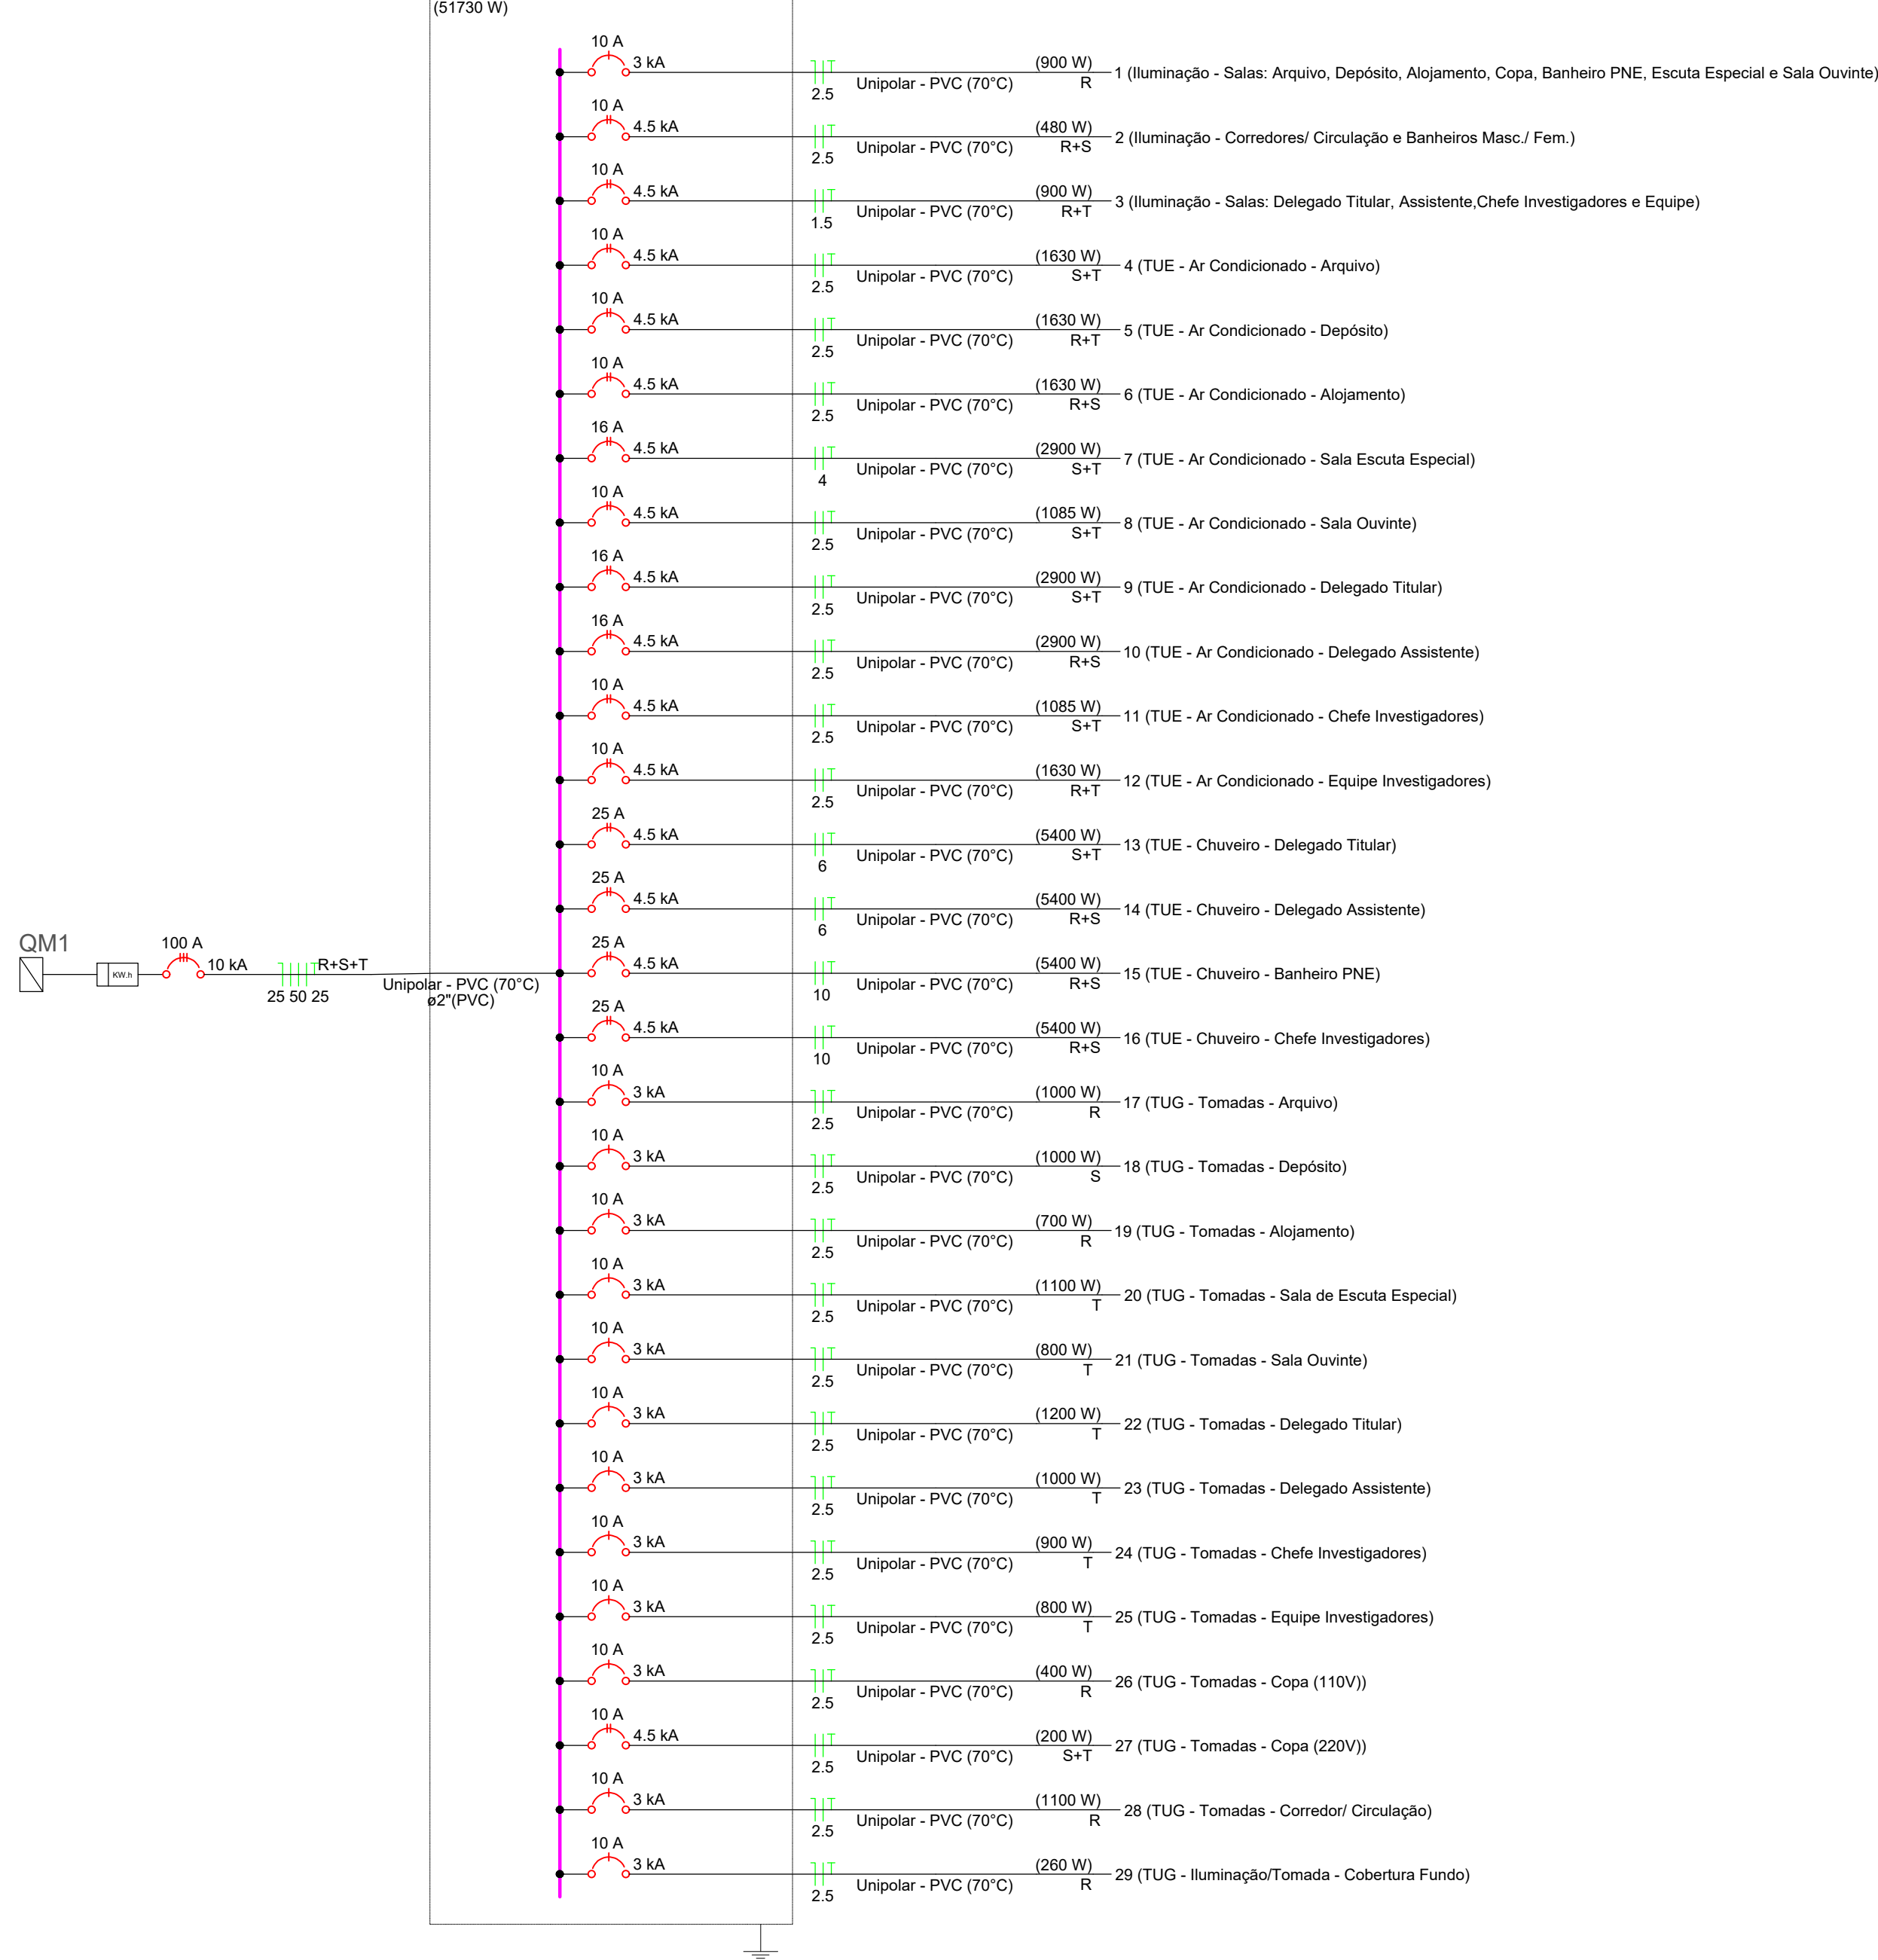 (51730 W)
10 A
3 kA
(900 W)
1 (Iluminação - Salas: Arquivo, Depósito, Alojamento, Copa, Banheiro PNE, Escuta Especial e Sala Ouvinte)
2.5
Unipolar - PVC (70°C)
R
10 A
4.5 kA
(480 W)
2 (Iluminação - Corredores/ Circulação e Banheiros Masc./ Fem.)
2.5
Unipolar - PVC (70°C)
R+S
10 A
4.5 kA
(900 W)
3 (Iluminação - Salas: Delegado Titular, Assistente,Chefe Investigadores e Equipe)
1.5
Unipolar - PVC (70°C)
R+T
10 A
4.5 kA
(1630 W)
4 (TUE - Ar Condicionado - Arquivo)
2.5
Unipolar - PVC (70°C)
S+T
10 A
4.5 kA
(1630 W)
5 (TUE - Ar Condicionado - Depósito)
2.5
Unipolar - PVC (70°C)
R+T
10 A
4.5 kA
(1630 W)
6 (TUE - Ar Condicionado - Alojamento)
2.5
Unipolar - PVC (70°C)
R+S
16 A
4.5 kA
(2900 W)
7 (TUE - Ar Condicionado - Sala Escuta Especial)
4
Unipolar - PVC (70°C)
S+T
10 A
4.5 kA
(1085 W)
8 (TUE - Ar Condicionado - Sala Ouvinte)
2.5
Unipolar - PVC (70°C)
S+T
16 A
4.5 kA
(2900 W)
9 (TUE - Ar Condicionado - Delegado Titular)
2.5
Unipolar - PVC (70°C)
S+T
16 A
4.5 kA
(2900 W)
10 (TUE - Ar Condicionado - Delegado Assistente)
2.5
Unipolar - PVC (70°C)
R+S
10 A
4.5 kA
(1085 W)
11 (TUE - Ar Condicionado - Chefe Investigadores)
2.5
Unipolar - PVC (70°C)
S+T
10 A
4.5 kA
(1630 W)
12 (TUE - Ar Condicionado - Equipe Investigadores)
2.5
Unipolar - PVC (70°C)
R+T
25 A
4.5 kA
(5400 W)
13 (TUE - Chuveiro - Delegado Titular)
6
Unipolar - PVC (70°C)
S+T
25 A
4.5 kA
(5400 W)
14 (TUE - Chuveiro - Delegado Assistente)
6
Unipolar - PVC (70°C)
R+S
QM1
KW.h
100 A
10 kA
R+S+T
25 50 25
Unipolar - PVC (70°C)
ø2"(PVC)
25 A
4.5 kA
(5400 W)
15 (TUE - Chuveiro - Banheiro PNE)
10
Unipolar - PVC (70°C)
R+S
25 A
4.5 kA
(5400 W)
16 (TUE - Chuveiro - Chefe Investigadores)
10
Unipolar - PVC (70°C)
R+S
10 A
3 kA
(1000 W)
17 (TUG - Tomadas - Arquivo)
2.5
Unipolar - PVC (70°C)
R
10 A
3 kA
(1000 W)
18 (TUG - Tomadas - Depósito)
2.5
Unipolar - PVC (70°C)
S
10 A
3 kA
(700 W)
19 (TUG - Tomadas - Alojamento)
2.5
Unipolar - PVC (70°C)
R
10 A
3 kA
(1100 W)
20 (TUG - Tomadas - Sala de Escuta Especial)
2.5
Unipolar - PVC (70°C)
T
10 A
3 kA
(800 W)
21 (TUG - Tomadas - Sala Ouvinte)
2.5
Unipolar - PVC (70°C)
T
10 A
3 kA
(1200 W)
22 (TUG - Tomadas - Delegado Titular)
2.5
Unipolar - PVC (70°C)
T
10 A
3 kA
(1000 W)
23 (TUG - Tomadas - Delegado Assistente)
2.5
Unipolar - PVC (70°C)
T
10 A
3 kA
(900 W)
24 (TUG - Tomadas - Chefe Investigadores)
2.5
Unipolar - PVC (70°C)
T
10 A
3 kA
(800 W)
25 (TUG - Tomadas - Equipe Investigadores)
2.5
Unipolar - PVC (70°C)
T
10 A
3 kA
(400 W)
26 (TUG - Tomadas - Copa (110V))
2.5
Unipolar - PVC (70°C)
R
10 A
4.5 kA
(200 W)
27 (TUG - Tomadas - Copa (220V))
2.5
Unipolar - PVC (70°C)
S+T
10 A
3 kA
(1100 W)
28 (TUG - Tomadas - Corredor/ Circulação)
2.5
Unipolar - PVC (70°C)
R
10 A
3 kA
(260 W)
29 (TUG - Iluminação/Tomada - Cobertura Fundo)
2.5
Unipolar - PVC (70°C)
R